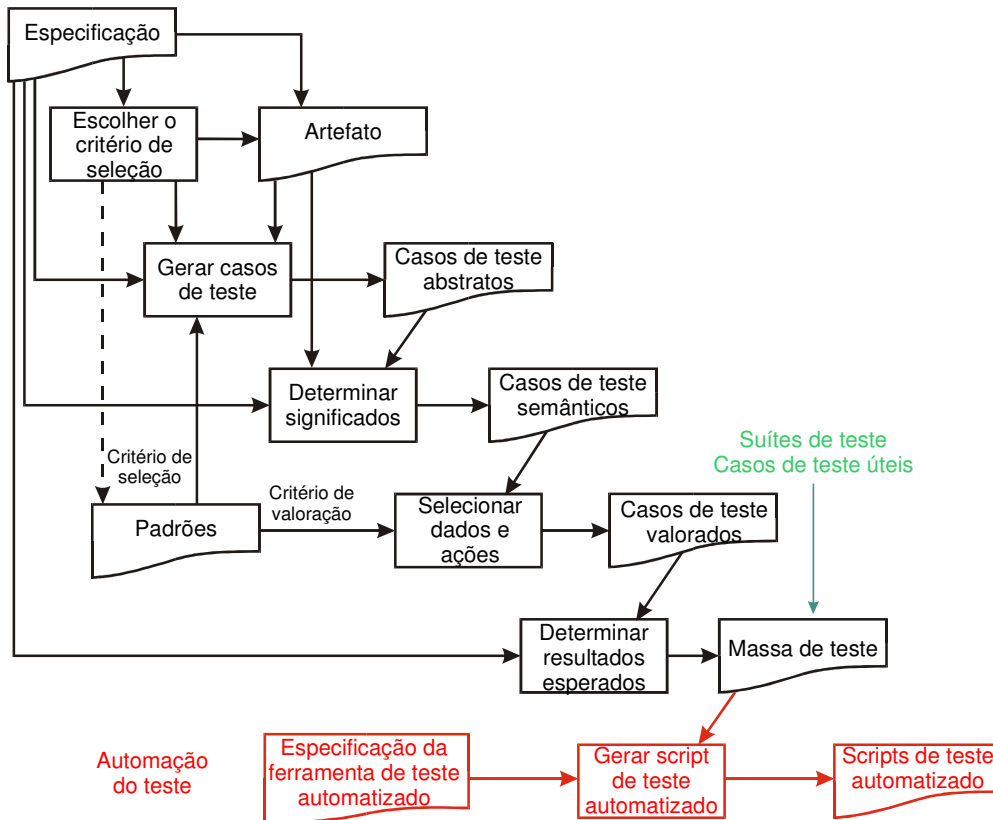 Especificação
Escolher o
critério de
seleção
Artefato
Gerar casos
de teste
Casos de teste
abstratos
Determinar
significados
Casos de teste
semânticos
Suítes de teste
Casos de teste úteis
Critério de
seleção
Critério de
valoração
Padrões
Selecionar
dados e
ações
Casos de teste
valorados
Determinar
resultados
esperados
Massa de teste
Automação
do teste
Especificação da
ferramenta de teste
automatizado
Gerar script
de teste
automatizado
Scripts de teste
automatizado